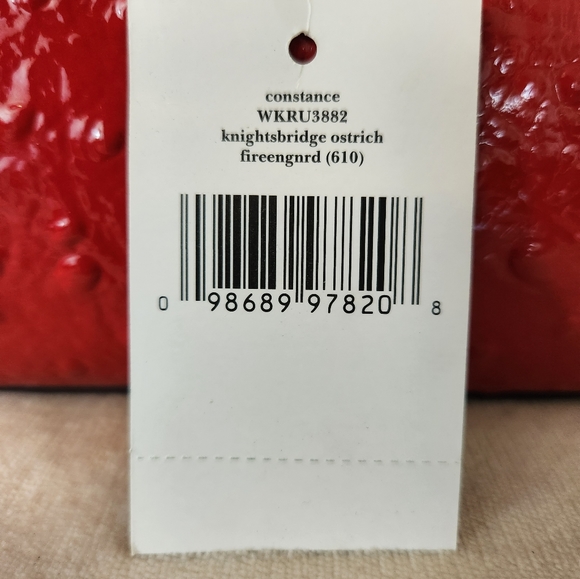 constance
WKRU3882
knightsbridge ostrich
fireengnrd (610)
0 98689 97820 8